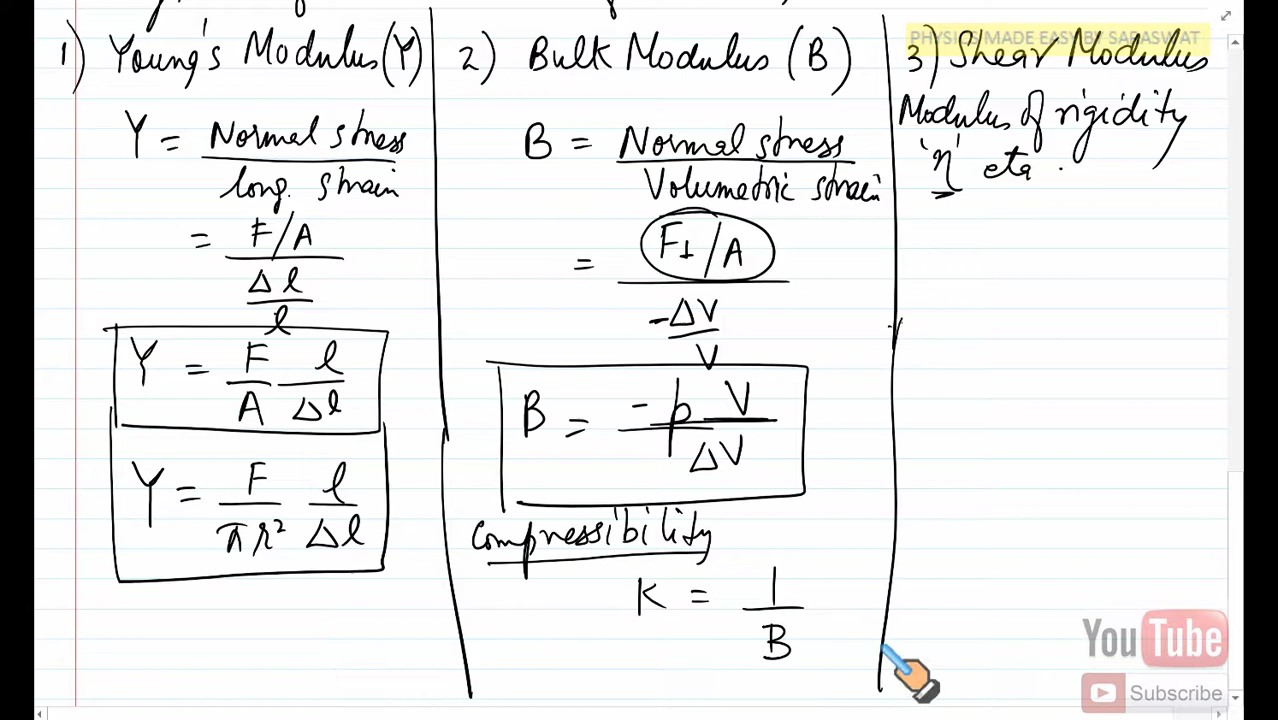 1) Young's Modulus (Y)
Y = Normal stress
long. strain
= F/A
Δl
l
Y = F l
A Δl
Y = F l
πr² Δl
2) Bulk Modulus (B)
B = Normal stress
Volumetric strain
= F⊥/A
-ΔV
V
B = -p V
ΔV
Compressibility
K = 1
B
PHYSICS MADE EASY BY SARASWAT
3) Shear Modulus
Modulus of rigidity
'η' eta .
YouTube
Subscribe